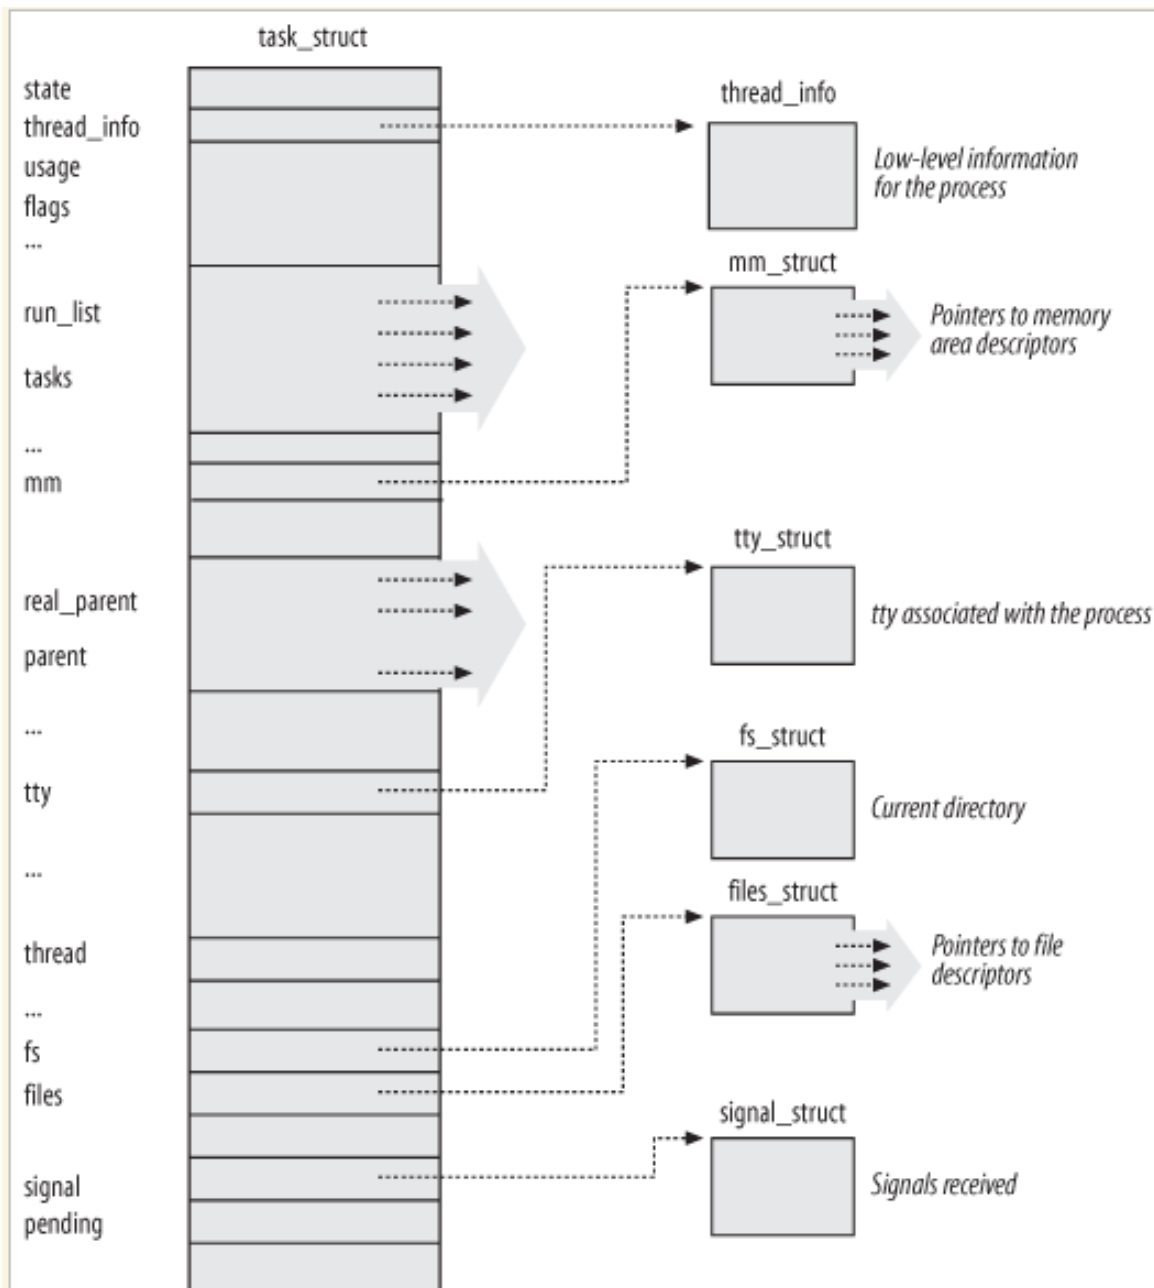 task_struct
state
thread_info
usage
flags
...
run_list
tasks
...
mm
real_parent
parent
...
tty
...
thread
...
fs
files
signal
pending
thread_info
Low-level information
for the process
mm_struct
Pointers to memory
area descriptors
tty_struct
tty associated with the process
fs_struct
Current directory
files_struct
Pointers to file
descriptors
signal_struct
Signals received